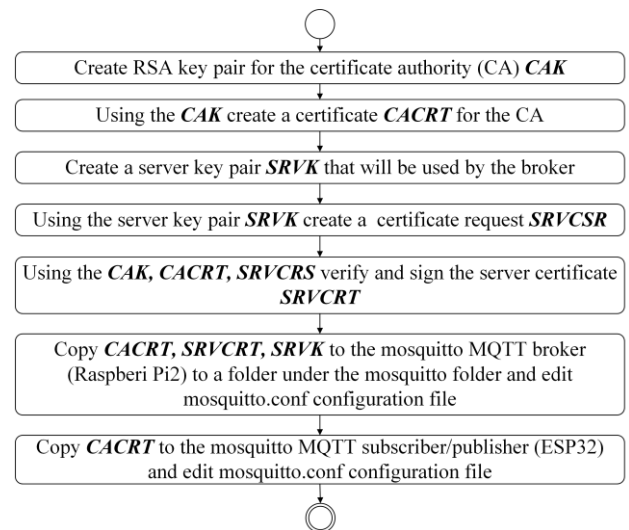 Create RSA key pair for the certificate authority (CA) CAK
Using the CAK create a certificate CACRT for the CA
Create a server key pair SRVK that will be used by the broker
Using the server key pair SRVK create a certificate request SRVCSR
Using the CAK, CACRT, SRVCRS verify and sign the server certificate
SRVCRT
Copy CACRT, SRVCRT, SRVK to the mosquitto MQTT broker
(Raspberi Pi2) to a folder under the mosquitto folder and edit
mosquitto.conf configuration file
Copy CACRT to the mosquitto MQTT subscriber/publisher (ESP32)
and edit mosquitto.conf configuration file